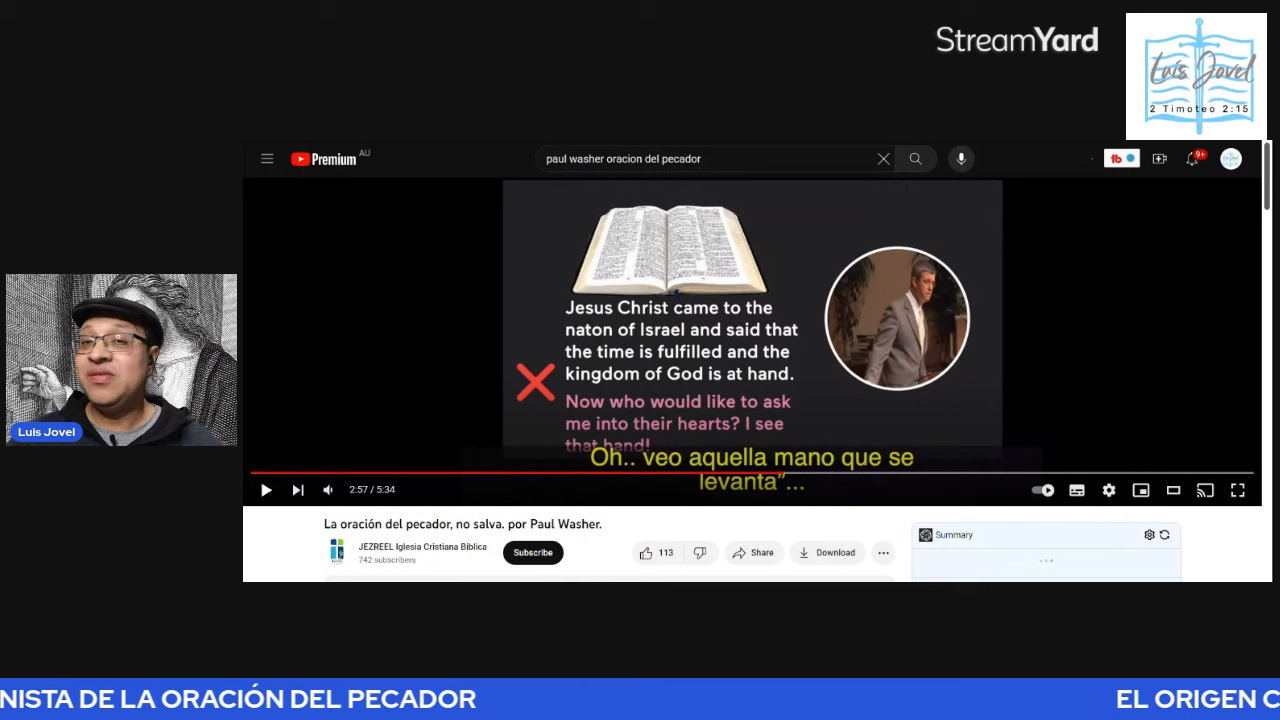 StreamYard
Luis Jovel
2 Timoteo 2:15
Premium AU
paul washer oracion del pecador
9+
Jesus Christ came to the
naton of Israel and said that
the time is fulfilled and the
kingdom of God is at hand.
Now who would like to ask
me into their hearts? I see
that hand!
Oh.. veo aquella mano que se
levanta”...
Luis Jovel
2:57 / 5:34
La oración del pecador, no salva. por Paul Washer.
JEZREEL Iglesia Cristiana Biblica
742 subscribers
Subscribe
113
Share
Download
Summary
NISTA DE LA ORACIÓN DEL PECADOR
EL ORIGEN C